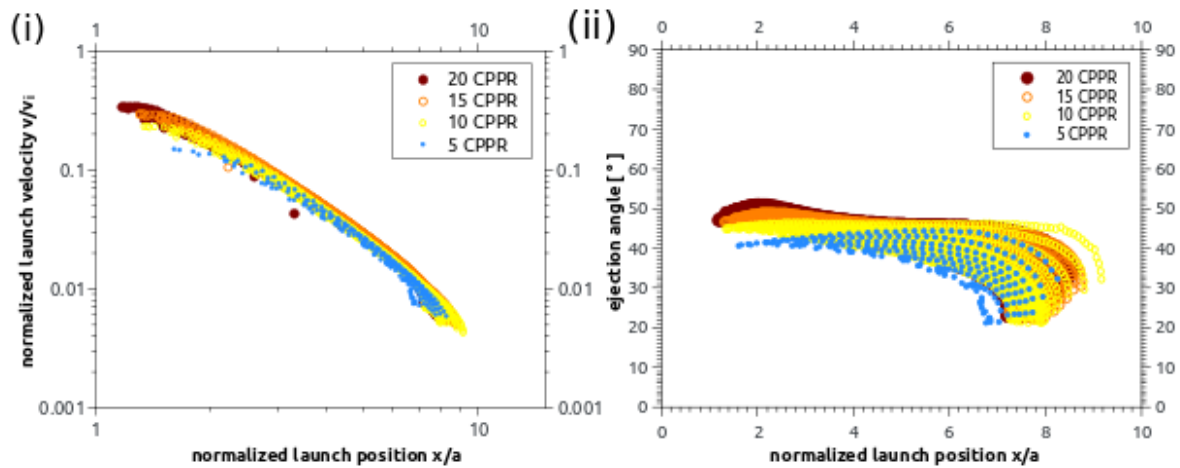 (i)
1 10
1 1
normalized launch velocity v/vᵢ
20 CPPR
15 CPPR
10 CPPR
5 CPPR
0.1 0.1
0.01 0.01
0.001 0.001
1 10
normalized launch position x/a
(ii)
0 2 4 6 8 10
90 90
80 80
70 70
60 60
50 50
40 40
30 30
20 20
10 10
0 0
ejection angle [°]
20 CPPR
15 CPPR
10 CPPR
5 CPPR
0 2 4 6 8 10
normalized launch position x/a